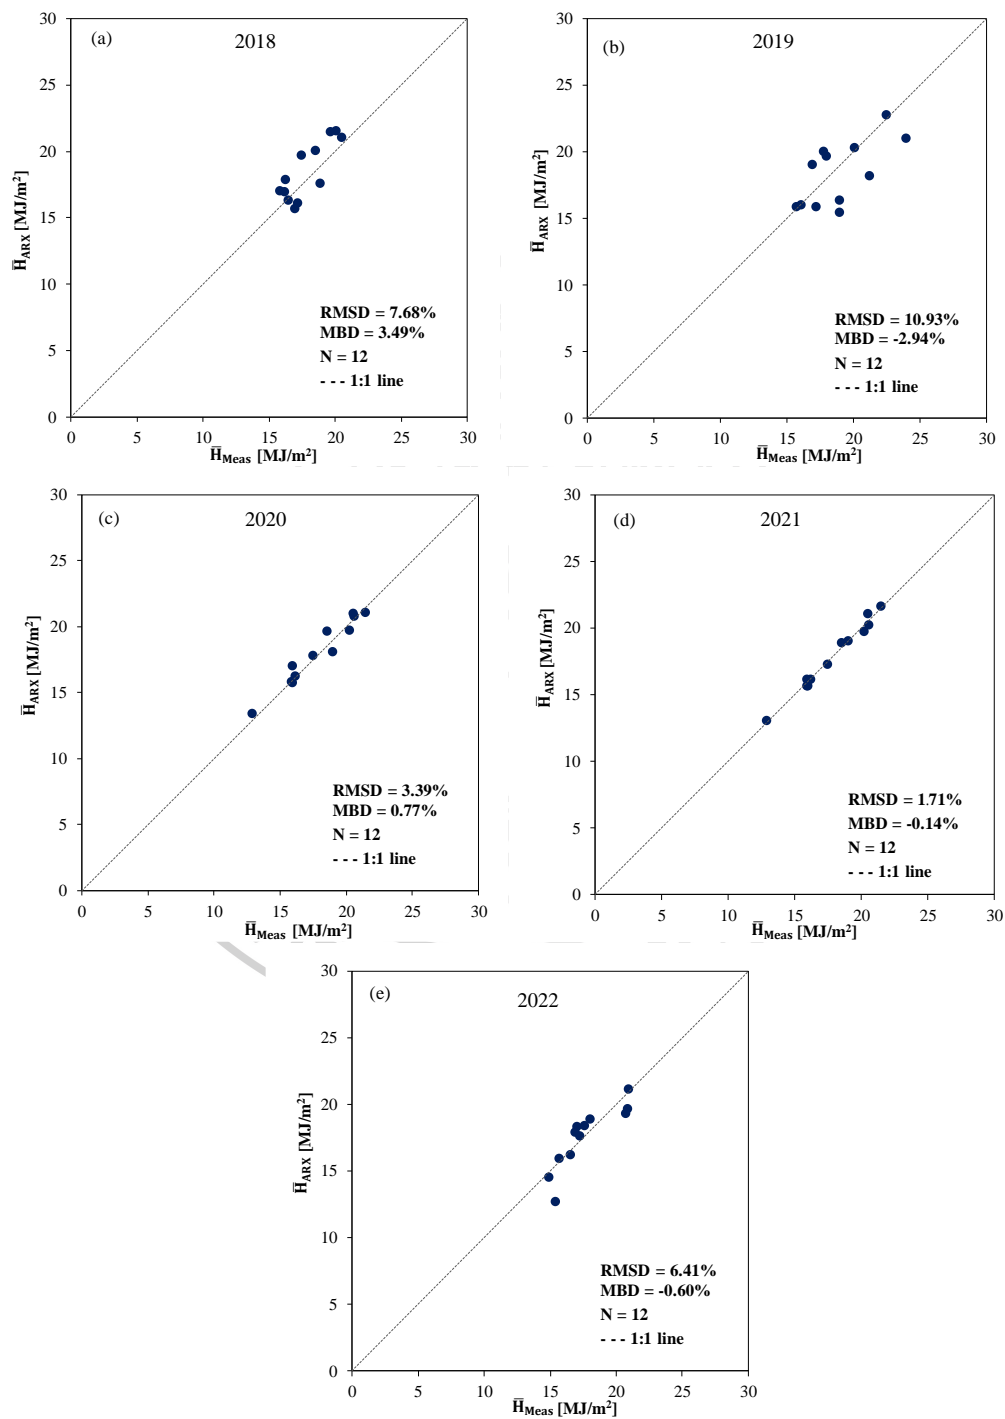 (a)
2018
30
25
20
15
10
5
0
H̅ARX [MJ/m²]
RMSD = 7.68%
MBD = 3.49%
N = 12
- - - 1:1 line
0 5 10 15 20 25 30
H̅Meas [MJ/m²]
(b)
2019
30
25
20
15
10
5
0
H̅ARX [MJ/m²]
RMSD = 10.93%
MBD = -2.94%
N = 12
- - - 1:1 line
0 5 10 15 20 25 30
H̅Meas [MJ/m²]
(c)
2020
30
25
20
15
10
5
0
H̅ARX [MJ/m²]
RMSD = 3.39%
MBD = 0.77%
N = 12
- - - 1:1 line
0 5 10 15 20 25 30
H̅Meas [MJ/m²]
(d)
2021
30
25
20
15
10
5
0
H̅ARX [MJ/m²]
RMSD = 1.71%
MBD = -0.14%
N = 12
- - - 1:1 line
0 5 10 15 20 25 30
H̅Meas [MJ/m²]
(e)
2022
30
25
20
15
10
5
0
H̅ARX [MJ/m²]
RMSD = 6.41%
MBD = -0.60%
N = 12
- - - 1:1 line
0 5 10 15 20 25 30
H̅Meas [MJ/m²]